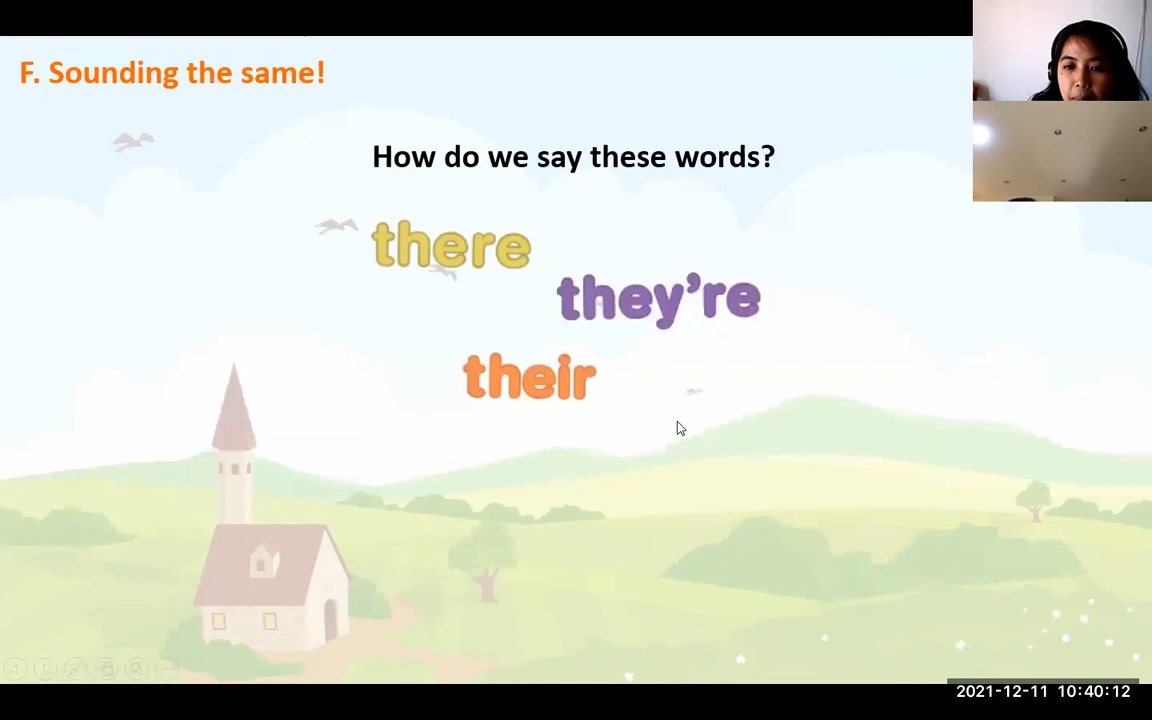 F. Sounding the same!
How do we say these words?
there
they’re
their
2021-12-11 10:40:12